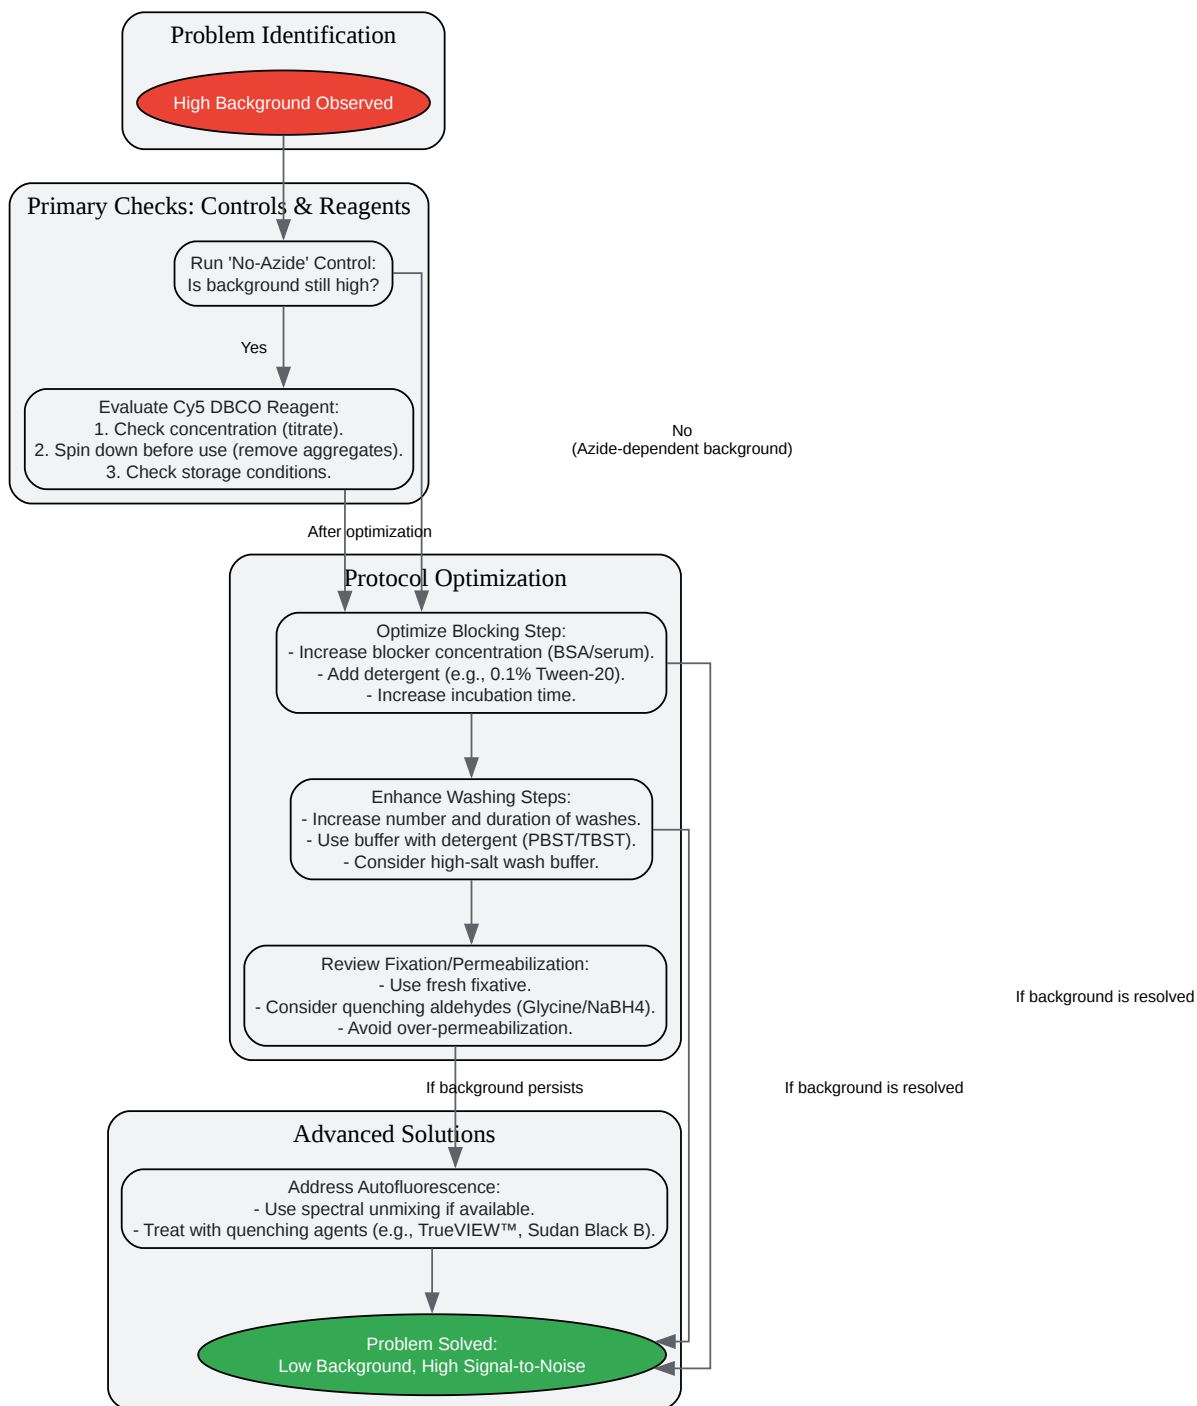 Problem Identification
High Background Observed
Primary Checks: Controls & Reagents
Run 'No-Azide' Control:
Is background still high?
Yes
Evaluate Cy5 DBCO Reagent:
1. Check concentration (titrate).
2. Spin down before use (remove aggregates).
3. Check storage conditions.
No
(Azide-dependent background)
After optimization
Protocol Optimization
Optimize Blocking Step:
- Increase blocker concentration (BSA/serum).
- Add detergent (e.g., 0.1% Tween-20).
- Increase incubation time.
Enhance Washing Steps:
- Increase number and duration of washes.
- Use buffer with detergent (PBST/TBST).
- Consider high-salt wash buffer.
Review Fixation/Permeabilization:
- Use fresh fixative.
- Consider quenching aldehydes (Glycine/NaBH4).
- Avoid over-permeabilization.
If background is resolved
If background persists
If background is resolved
Advanced Solutions
Address Autofluorescence:
- Use spectral unmixing if available.
- Treat with quenching agents (e.g., TrueVIEW™, Sudan Black B).
Problem Solved:
Low Background, High Signal-to-Noise